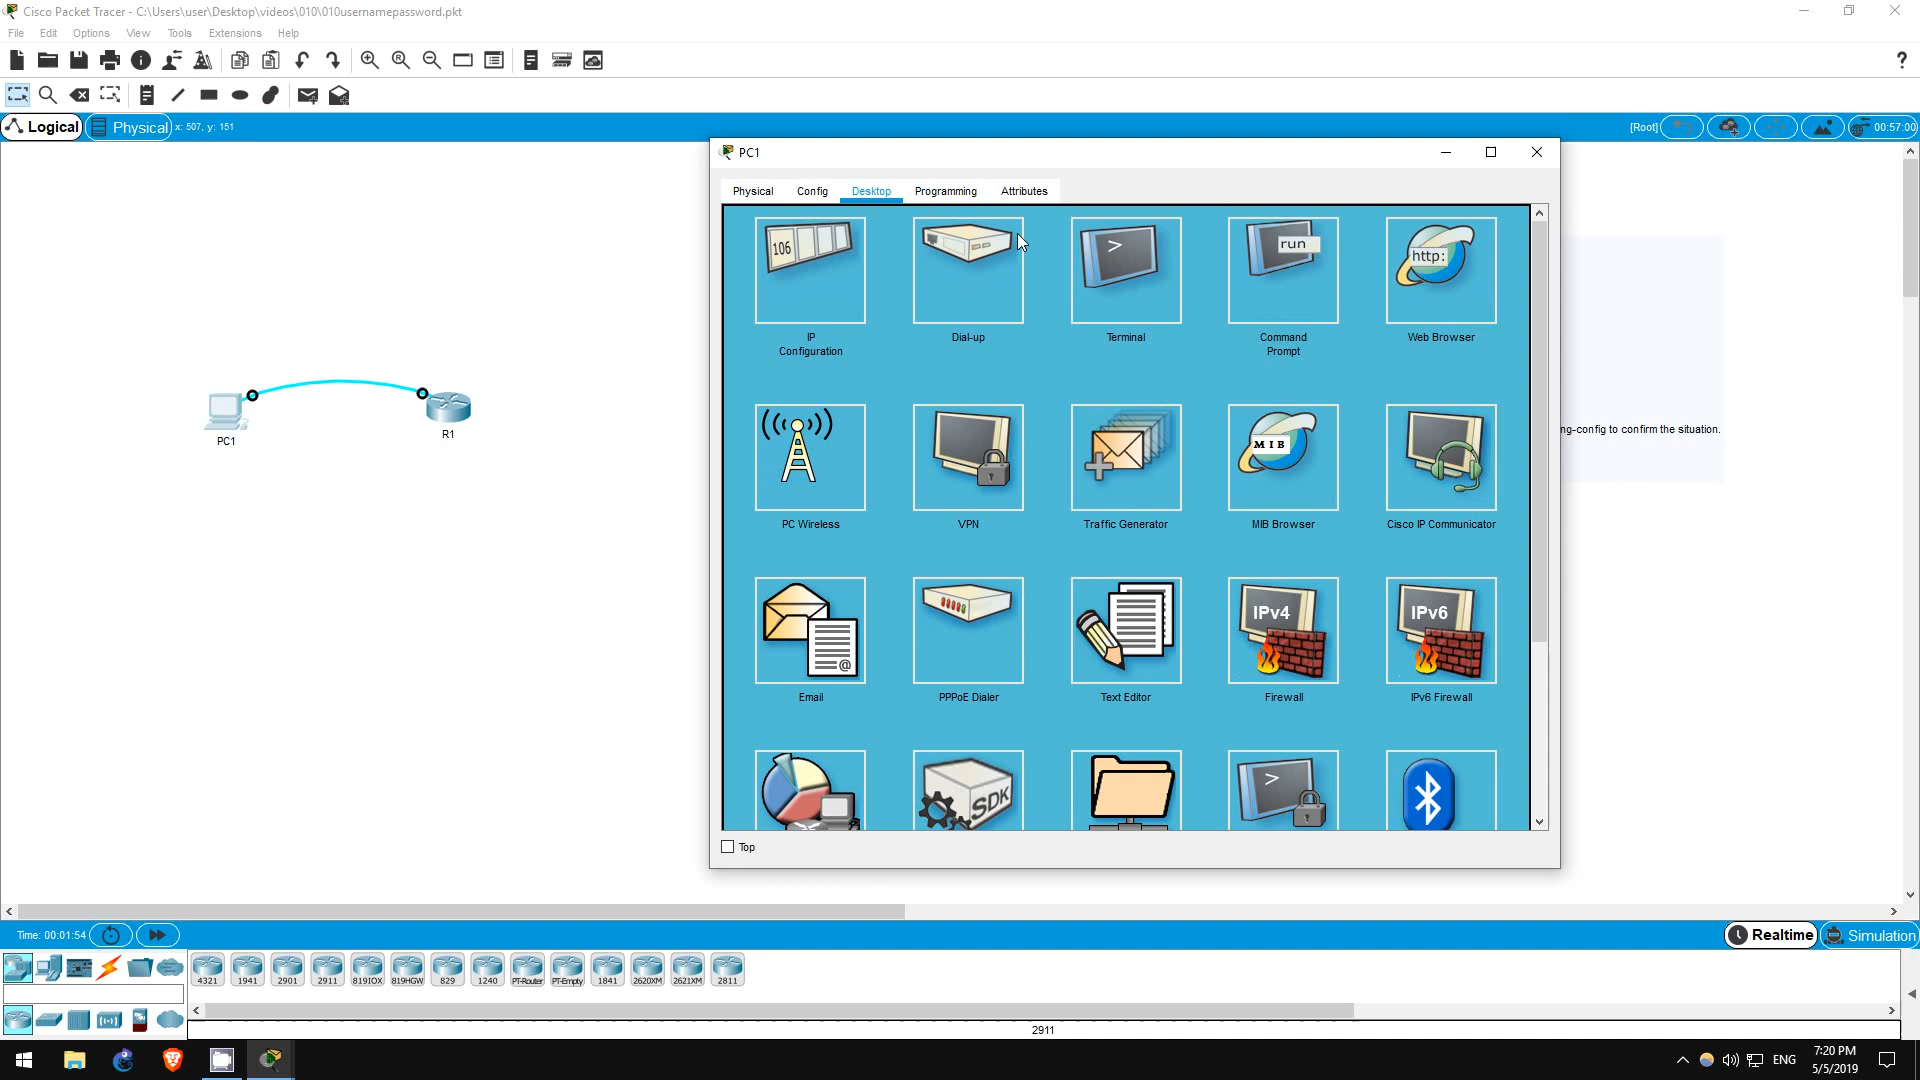 Cisco Packet Tracer - C:\Users\user\Desktop\videos\010\010usernamepassword.pkt
File Edit Options View Tools Extensions Help
Logical Physical x: 507, y: 151 [Root] 00:57:00
PC1
Physical Config Desktop Programming Attributes
106
>
run
http:
IP
Configuration
Dial-up
Terminal
Command
Prompt
Web Browser
PC1
R1
MIB
ng-config to confirm the situation.
PC Wireless
VPN
Traffic Generator
MIB Browser
Cisco IP Communicator
@
IPv4
IPv6
Email
PPPoE Dialer
Text Editor
Firewall
IPv6 Firewall
SDK
>
Top
Time: 00:01:54
Realtime Simulation
4321 1941 2901 2911 819IOX 819HGW 829 1240 PT-Router PT-Empty 1841 2620XM 2621XM 2811
2911
ENG
7:20 PM
5/5/2019